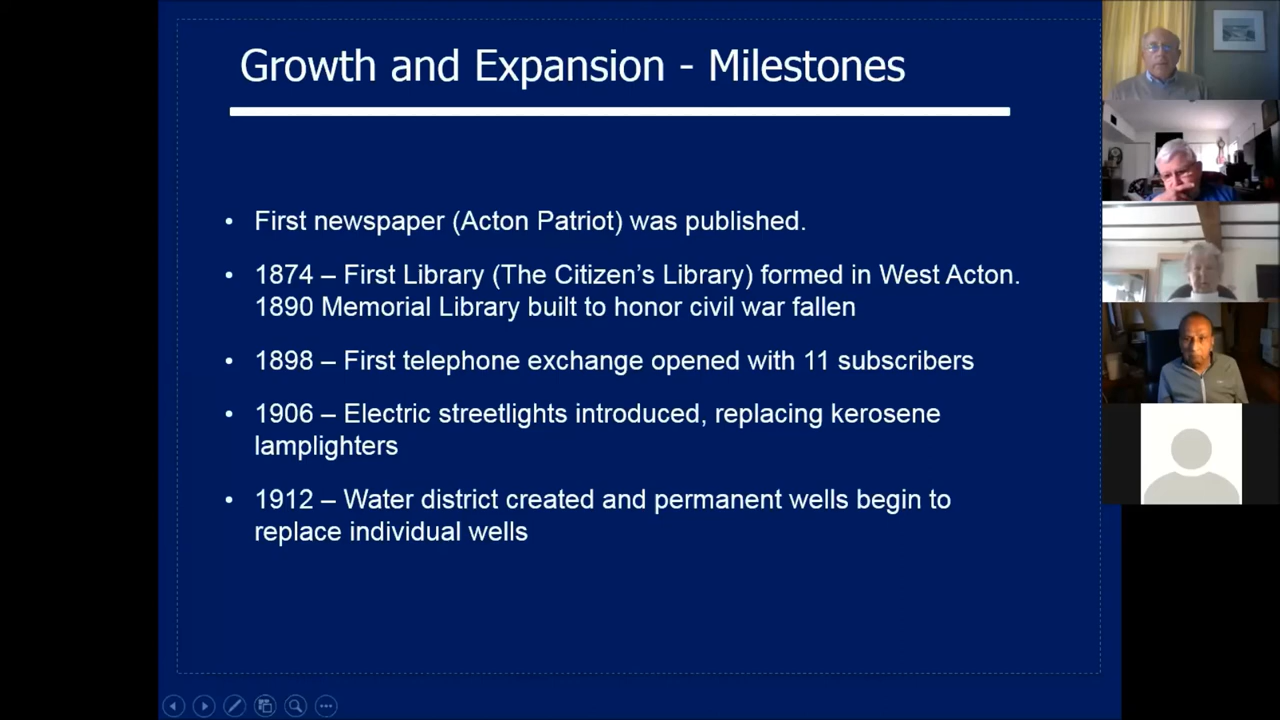 Growth and Expansion - Milestones
• First newspaper (Acton Patriot) was published.
• 1874 – First Library (The Citizen's Library) formed in West Acton.
1890 Memorial Library built to honor civil war fallen
• 1898 – First telephone exchange opened with 11 subscribers
• 1906 – Electric streetlights introduced, replacing kerosene
lamplighters
• 1912 – Water district created and permanent wells begin to
replace individual wells